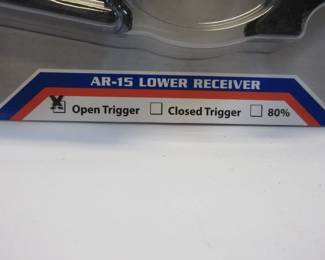 AR-15 LOWER RECEIVER
☒ Open Trigger ☐ Closed Trigger ☐ 80%